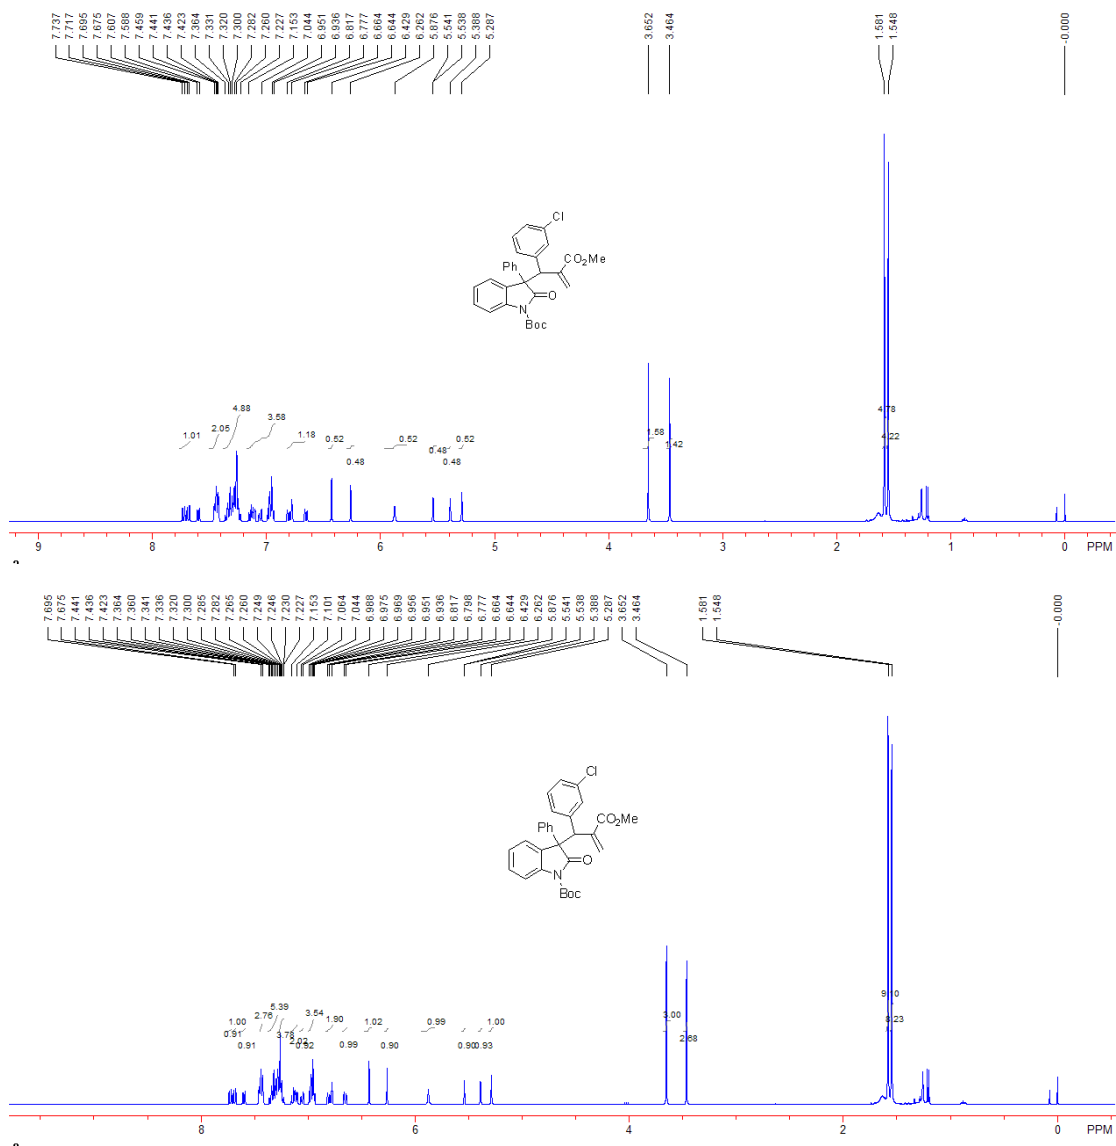 7.737 7.717 7.695 7.675 7.607 7.588 7.459 7.441 7.436 7.423 7.364 7.331 7.320 7.300 7.282 7.260 7.227 7.153 7.044 6.951 6.936 6.817 6.777 6.664 6.644 6.429 6.262 5.876 5.541 5.538 5.388 5.287 3.652 3.464 1.581 1.548 -0.000
Cl
Ph
CO2Me
O
N
Boc
1.01 2.05 4.88 3.58 1.18 0.52 0.48 0.52 0.48 0.48 0.52 1.58 1.42 4.78 4.22
9 8 7 6 5 4 3 2 1 0 PPM
7.695 7.675 7.441 7.436 7.423 7.364 7.360 7.341 7.336 7.320 7.300 7.285 7.282 7.265 7.260 7.249 7.246 7.230 7.227 7.153 7.101 7.064 7.044 6.988 6.975 6.969 6.956 6.951 6.936 6.817 6.798 6.777 6.664 6.644 6.429 6.262 5.876 5.541 5.538 5.388 5.287 3.652 3.464 1.581 1.548 -0.000
Cl
Ph
CO2Me
O
N
Boc
1.00 0.91 0.91 2.76 5.39 3.78 2.02 0.92 3.54 1.90 0.99 1.02 0.90 0.99 0.90 0.93 1.00 3.00 2.68 8.23
8 6 4 2 0 PPM